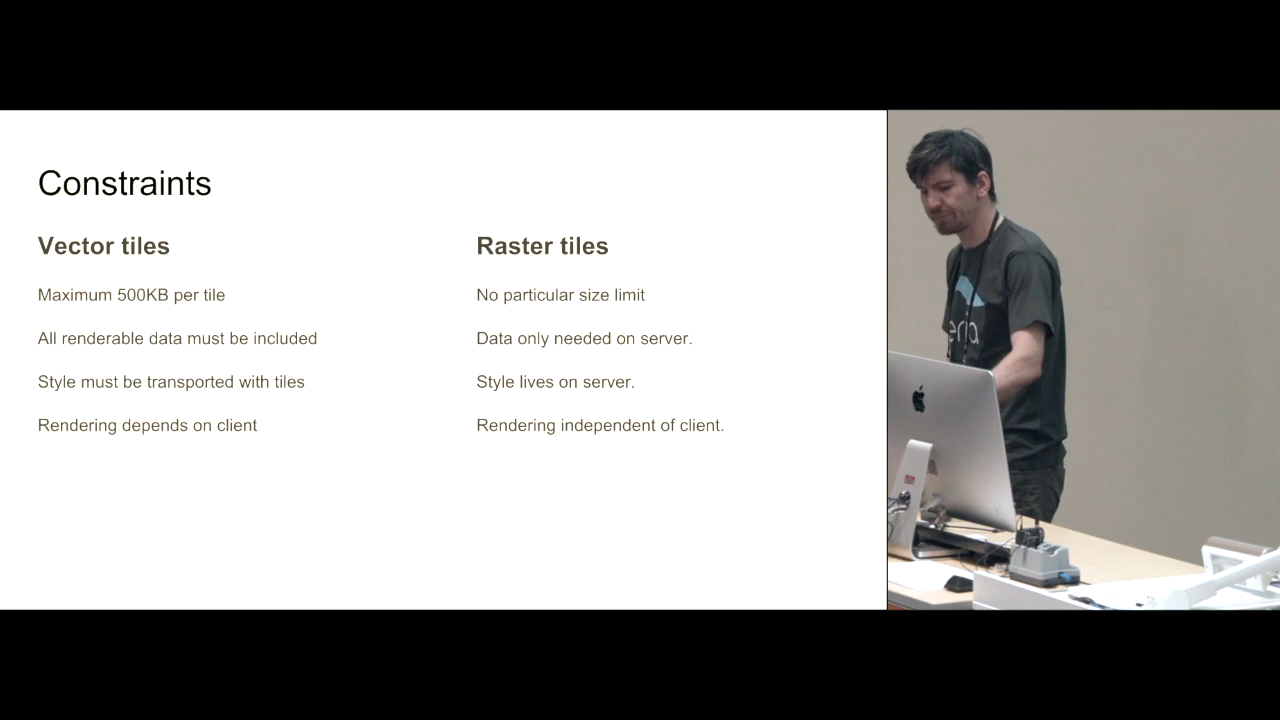 Constraints
Vector tiles
Maximum 500KB per tile
All renderable data must be included
Style must be transported with tiles
Rendering depends on client
Raster tiles
No particular size limit
Data only needed on server.
Style lives on server.
Rendering independent of client.